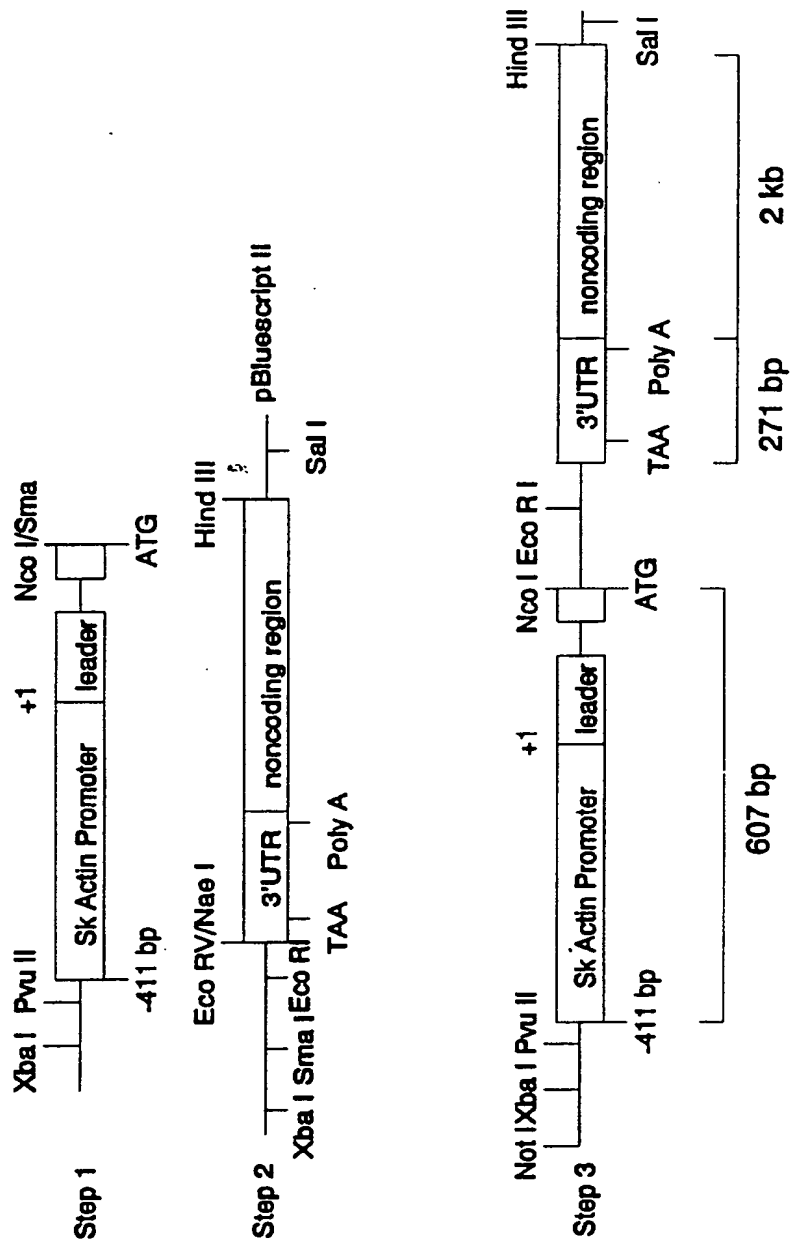 Step 1
Xba I Pvu II +1 Nco I/Sma
Sk Actin Promoter leader
-411 bp ATG
Step 2
Eco RV/Nae I Hind III
3'UTR noncoding region pBluescript II
Xba I Sma I Eco RI TAA Poly A Sal I
Step 3
Not I Xba I Pvu II +1 Nco I Eco R I Hind III
Sk Actin Promoter leader 3'UTR noncoding region
-411 bp ATG TAA Poly A Sal I
607 bp 271 bp 2 kb